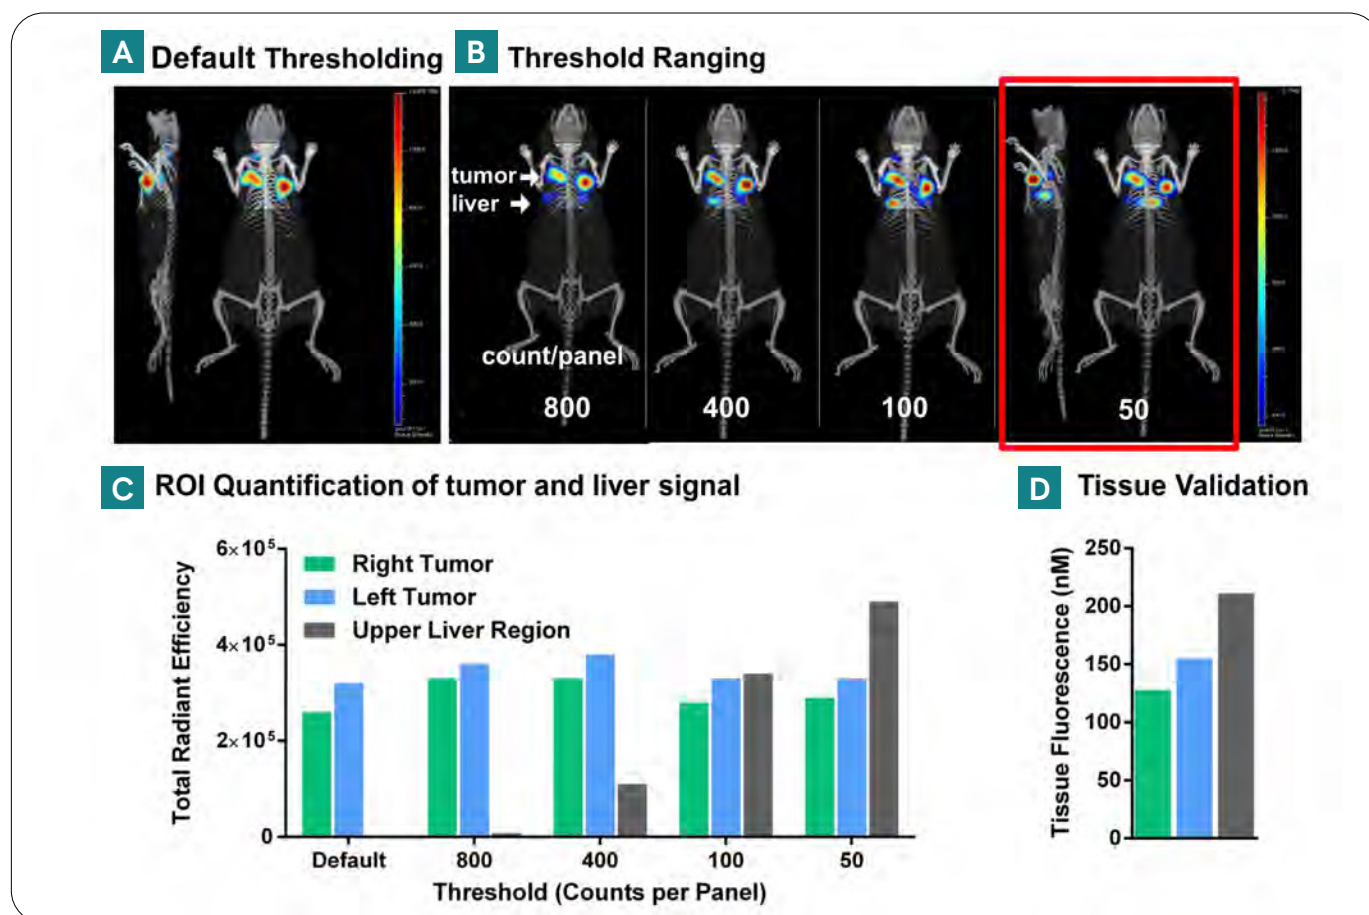 A Default Thresholding
B Threshold Ranging
tumor
liver
count/panel
800
400
100
50
C ROI Quantification of tumor and liver signal
Total Radiant Efficiency
6×10⁵
4×10⁵
2×10⁵
0
Right Tumor
Left Tumor
Upper Liver Region
Default
800
400
100
50
Threshold (Counts per Panel)
D Tissue Validation
Tissue Fluorescence (nM)
250
200
150
100
50
0